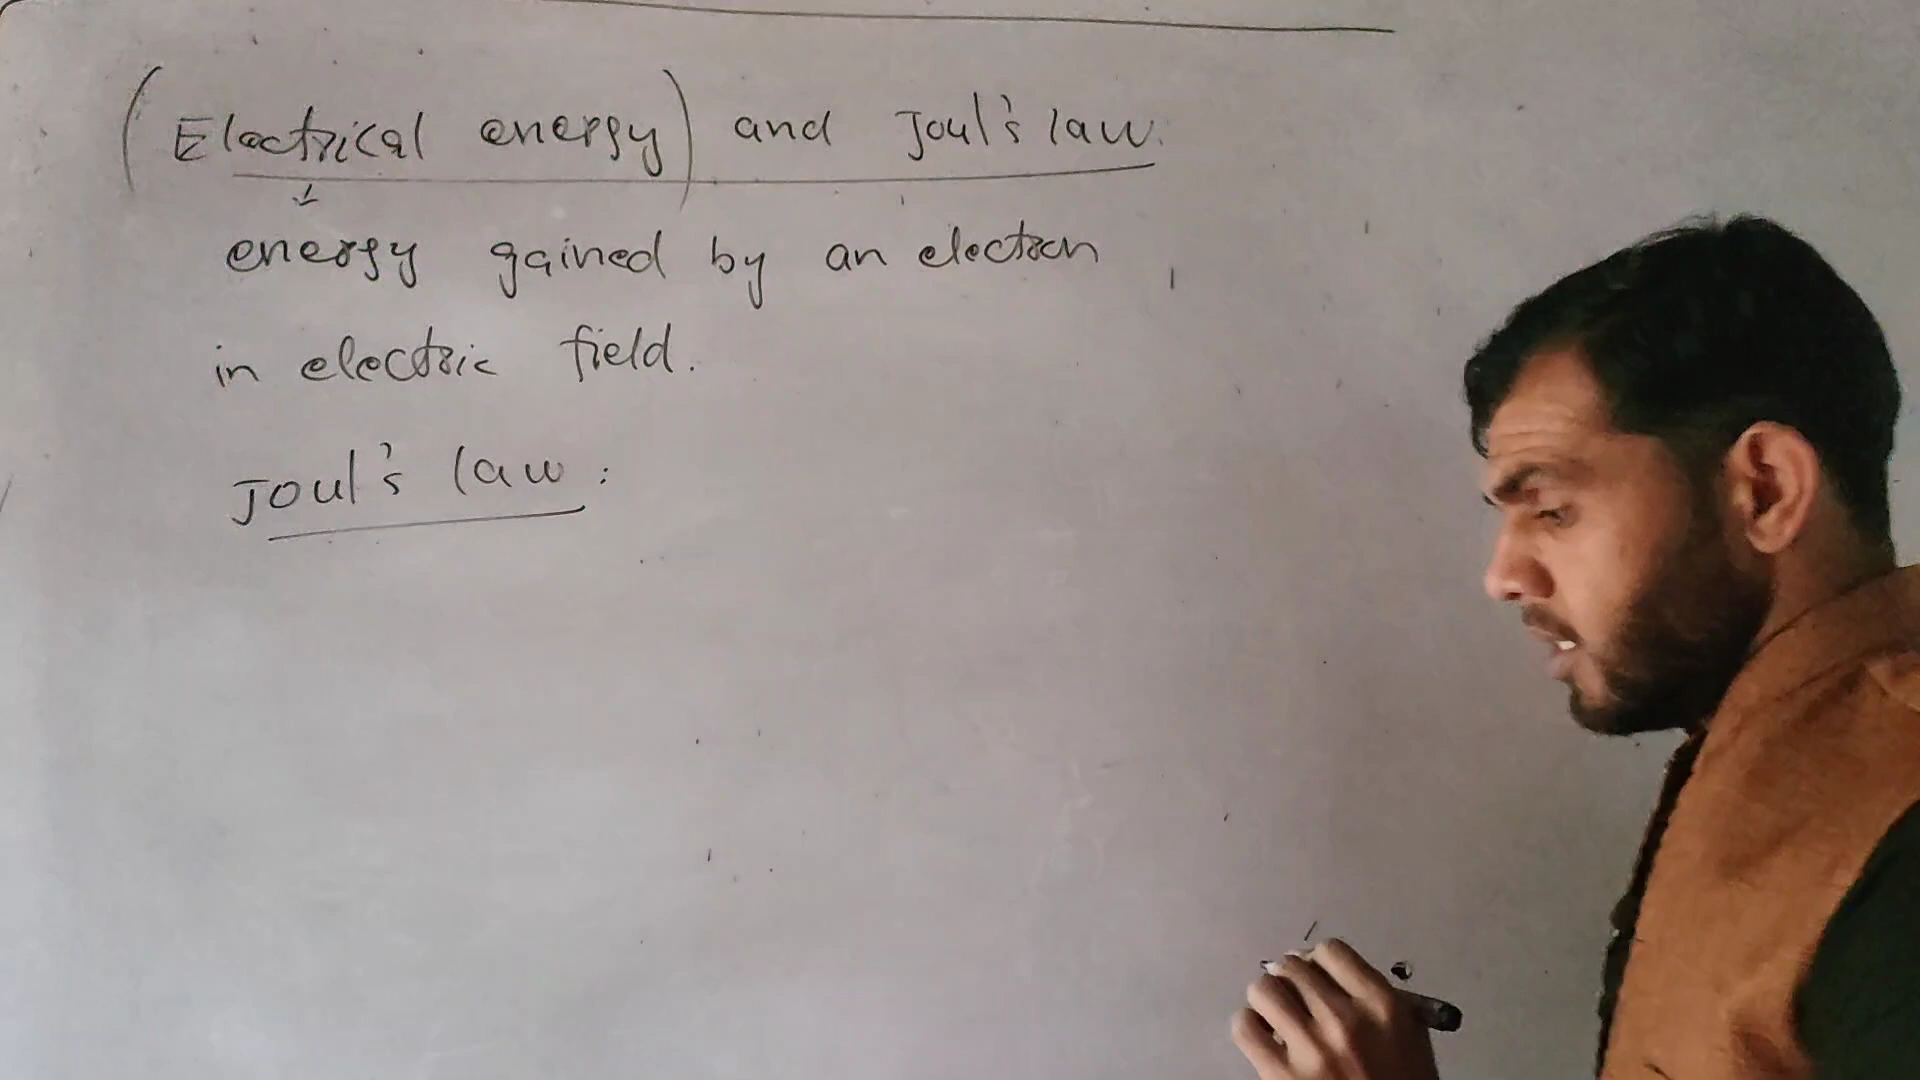 (Electrical energy) and Joul's law.
energy gained by an electron
in electric field.
Joul's law: